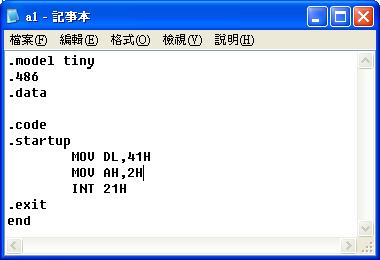 a1 - 記事本
檔案(F) 編輯(E) 格式(O) 檢視(V) 說明(H)
.model tiny
.486
.data
.code
.startup
MOV DL,41H
MOV AH,2H
INT 21H
.exit
end